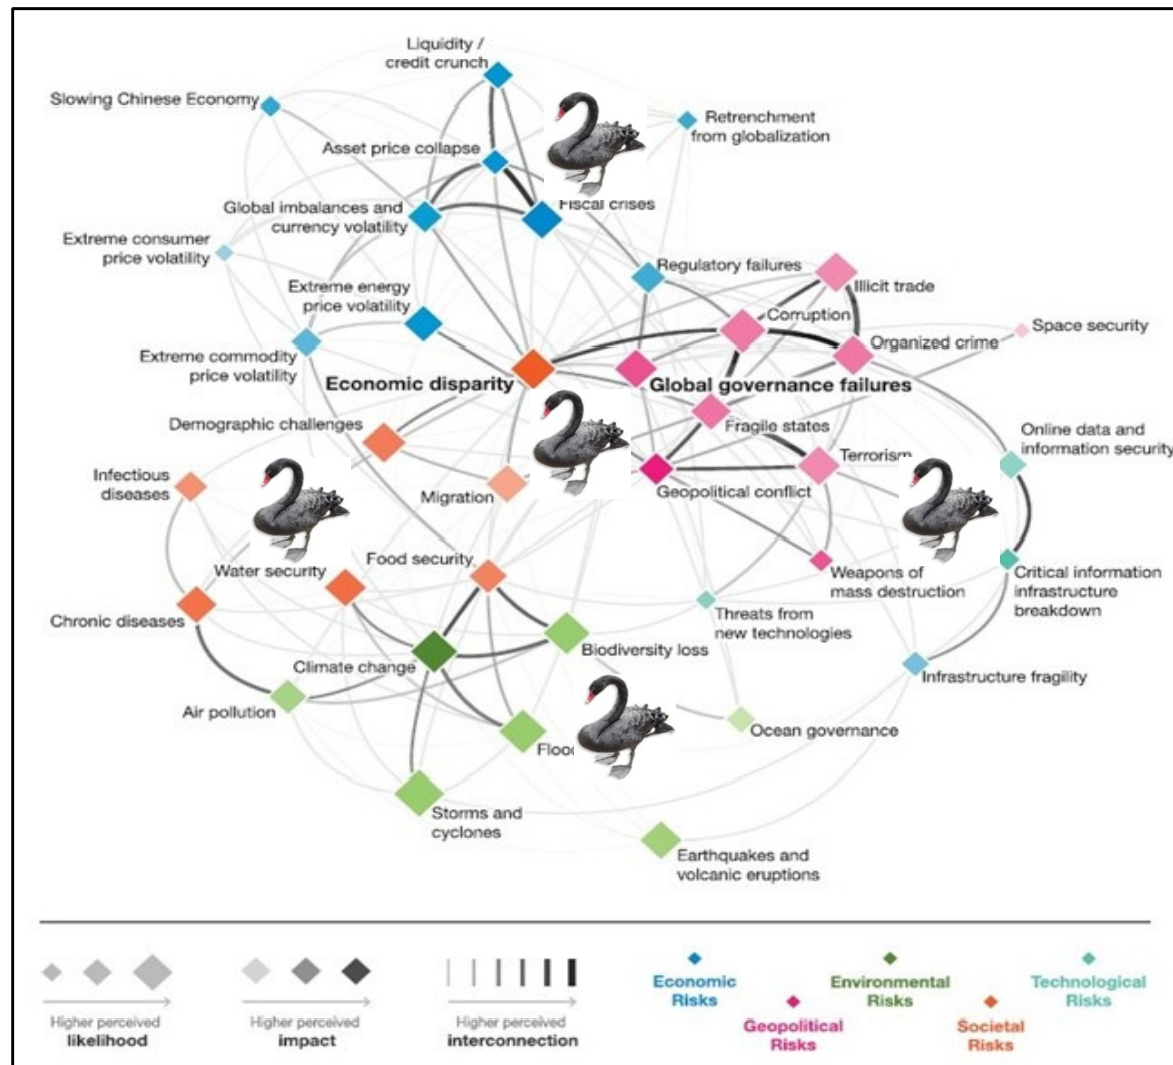 Liquidity /
credit crunch
Slowing Chinese Economy
Retrenchment
from globalization
Asset price collapse
Fiscal crises
Global imbalances and
currency volatility
Extreme consumer
price volatility
Regulatory failures
Extreme energy
price volatility
Illicit trade
Corruption
Space security
Extreme commodity
price volatility
Organized crime
Economic disparity
Global governance failures
Demographic challenges
Fragile states
Online data and
information security
Terrorism
Infectious
diseases
Migration
Geopolitical conflict
Food security
Water security
Weapons of
mass destruction
Critical information
infrastructure
breakdown
Chronic diseases
Threats from
new technologies
Biodiversity loss
Climate change
Infrastructure fragility
Air pollution
Ocean governance
Floo
Storms and
cyclones
Earthquakes and
volcanic eruptions
Higher perceived
likelihood
Higher perceived
impact
Higher perceived
interconnection
Economic
Risks
Geopolitical
Risks
Environmental
Risks
Societal
Risks
Technological
Risks